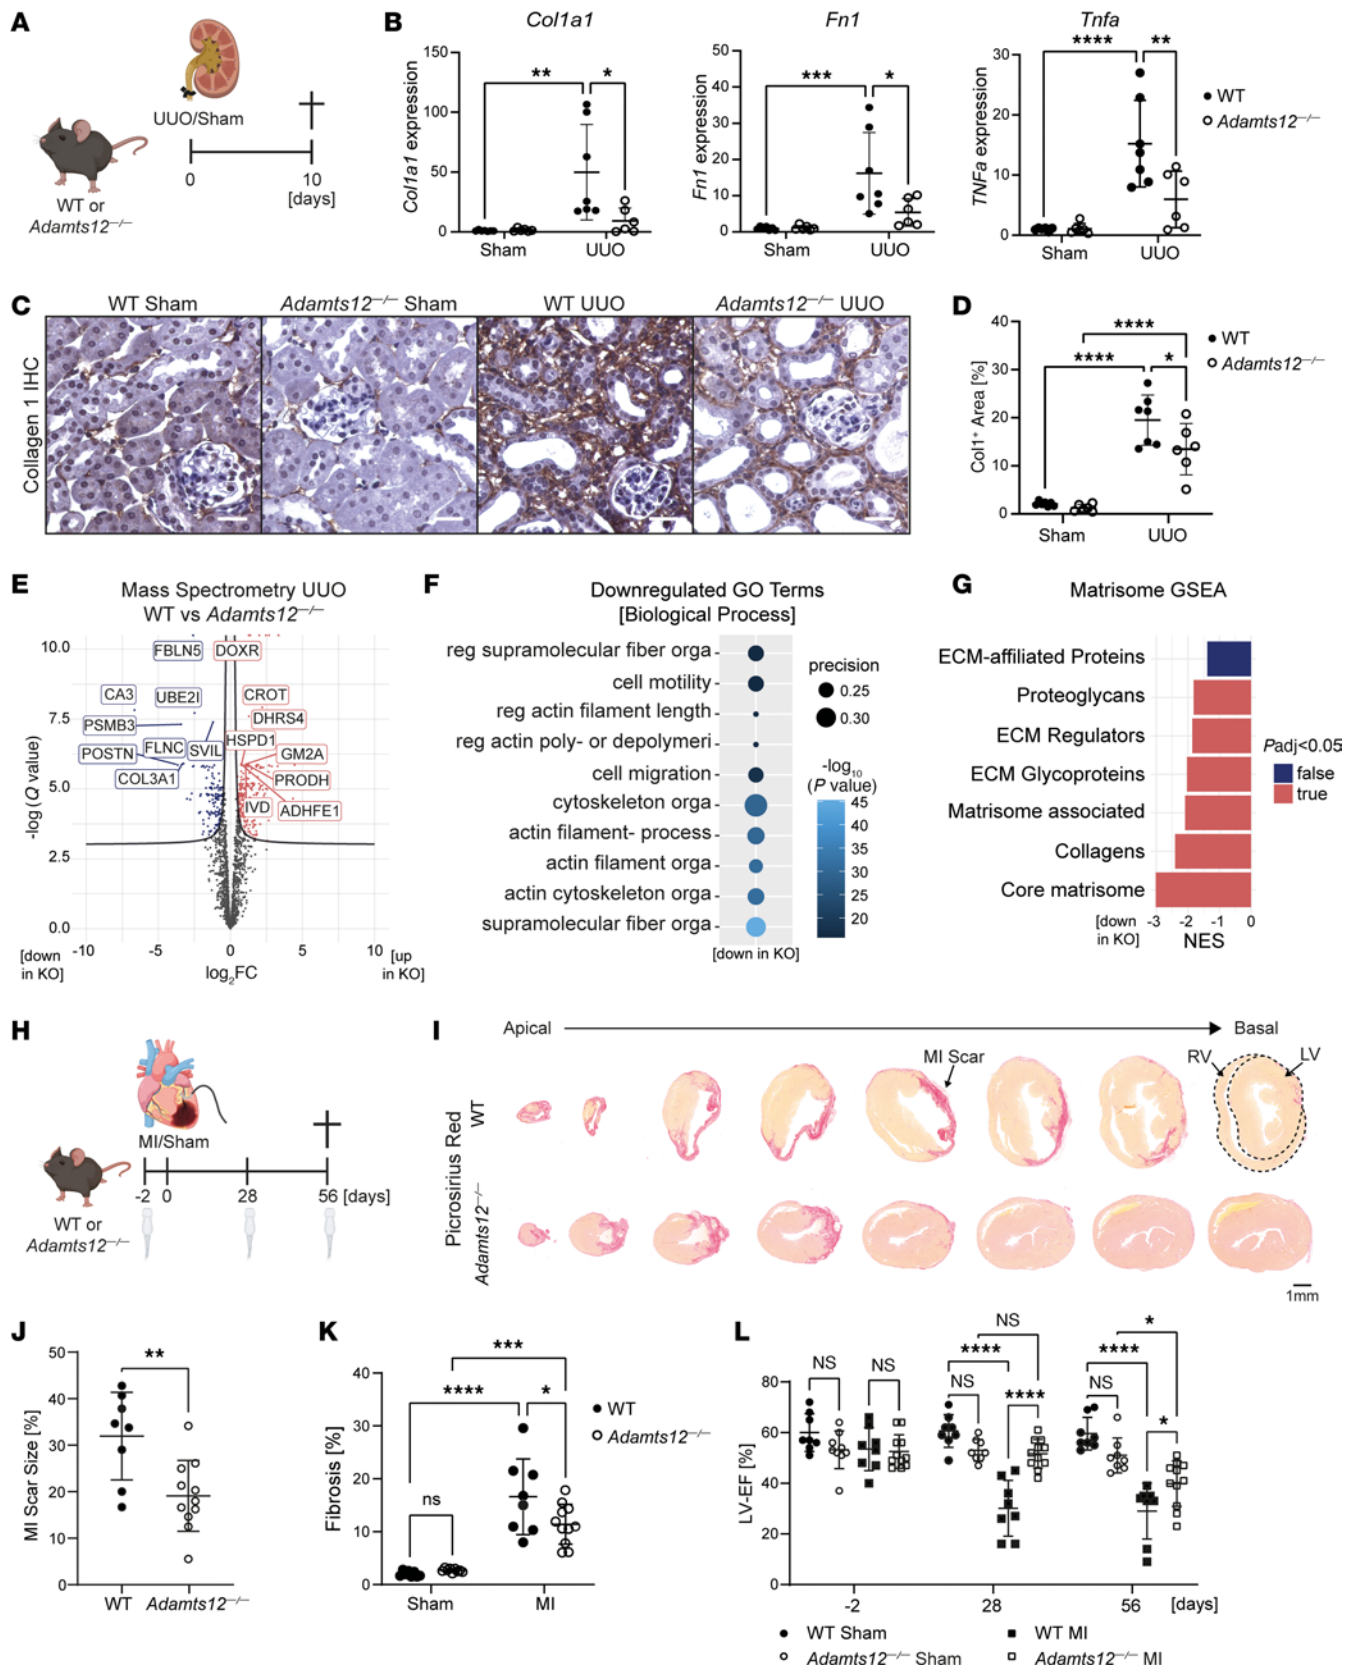 A
UUO/Sham
0
10
[days]
WT or
Adamts12−/−
B
Col1a1
Col1a1 expression
150
100
50
0
Sham
UUO
**
*
Fn1
Fn1 expression
50
40
30
20
10
0
Sham
UUO
***
*
Tnfa
TNFa expression
30
20
10
0
Sham
UUO
****
**
WT
Adamts12−/−
C
WT Sham
Adamts12−/− Sham
WT UUO
Adamts12−/− UUO
Collagen 1 IHC
D
Col1+ Area [%]
40
30
20
10
0
Sham
UUO
****
****
*
WT
Adamts12−/−
E
Mass Spectrometry UUO
WT vs Adamts12−/−
-log (Q value)
10.0
7.5
5.0
2.5
0.0
FBLN5
DOXR
CA3
UBE2I
CROT
PSMB3
DHRS4
POSTN
FLNC
SVIL
HSPD1
GM2A
COL3A1
PRODH
IVD
ADHFE1
-10
-5
0
5
10
[down
in KO]
log2FC
[up
in KO]
F
Downregulated GO Terms
[Biological Process]
reg supramolecular fiber orga
cell motility
reg actin filament length
reg actin poly- or depolymeri
cell migration
cytoskeleton orga
actin filament- process
actin filament orga
actin cytoskeleton orga
supramolecular fiber orga
[down in KO]
precision
0.25
0.30
-log10
(P value)
45
40
35
30
25
20
G
Matrisome GSEA
ECM-affiliated Proteins
Proteoglycans
ECM Regulators
ECM Glycoproteins
Matrisome associated
Collagens
Core matrisome
[down
in KO]
-3
-2
-1
0
NES
Padj<0.05
false
true
H
MI/Sham
-2
0
28
56
[days]
WT or
Adamts12−/−
I
Apical
Basal
MI Scar
RV
LV
Picrosirius Red
WT
Adamts12−/−
1mm
J
MI Scar Size [%]
50
40
30
20
10
0
**
WT
Adamts12−/−
K
Fibrosis [%]
40
30
20
10
0
***
****
*
ns
Sham
MI
WT
Adamts12−/−
L
LV-EF [%]
80
60
40
20
0
NS
NS
NS
****
NS
****
*
****
NS
*
-2
28
56
[days]
WT Sham
WT MI
Adamts12−/− Sham
Adamts12−/− MI